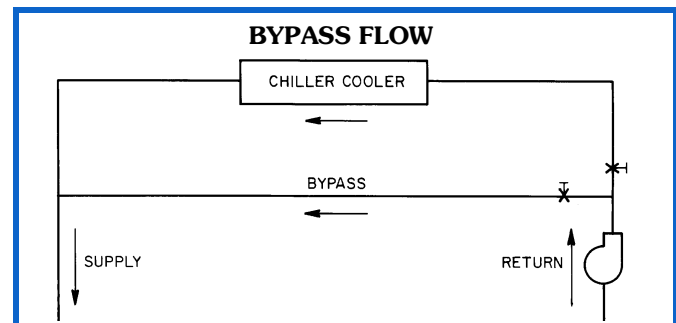 BYPASS FLOW
CHILLER COOLER
BYPASS
SUPPLY
RETURN